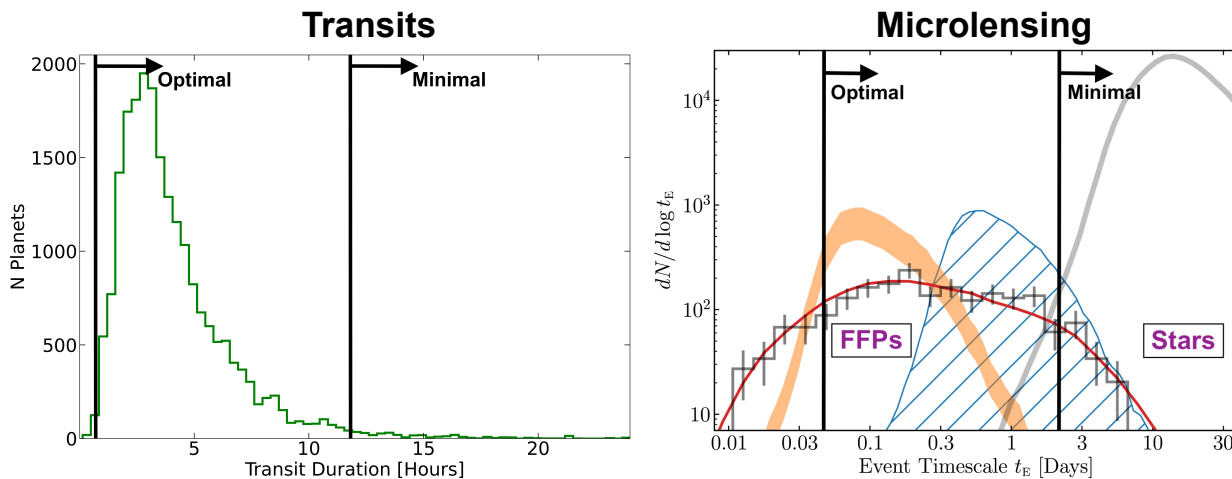 Transits
Optimal
Minimal
2000
1500
1000
500
0
N Planets
5
10
15
20
Transit Duration [Hours]
Microlensing
Optimal
Minimal
10⁴
10³
10²
10
dN/d log t_E
FFPs
Stars
0.01
0.03
0.1
0.3
1
3
10
30
Event Timescale t_E [Days]